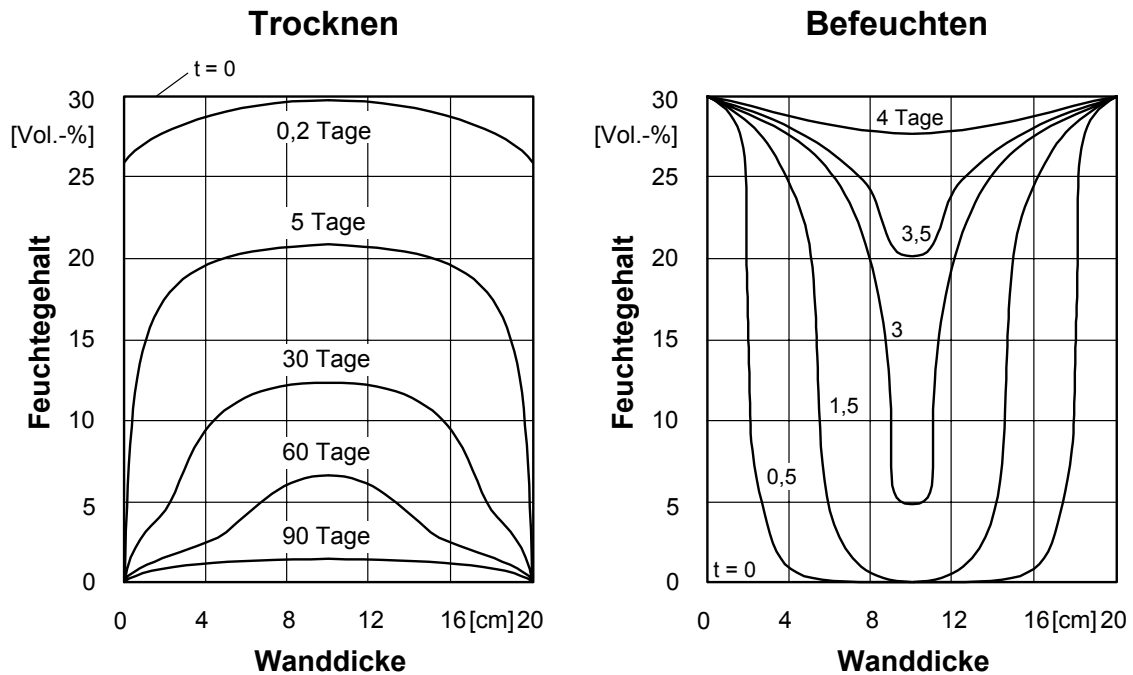 Trocknen
t = 0
30
[Vol.-%]
25
20
15
10
5
0
Feuchtegehalt
0,2 Tage
5 Tage
30 Tage
60 Tage
90 Tage
0 4 8 12 16 [cm] 20
Wanddicke
Befeuchten
30
[Vol.-%]
25
20
15
10
5
0
Feuchtegehalt
4 Tage
3,5
3
1,5
0,5
t = 0
0 4 8 12 16 [cm] 20
Wanddicke